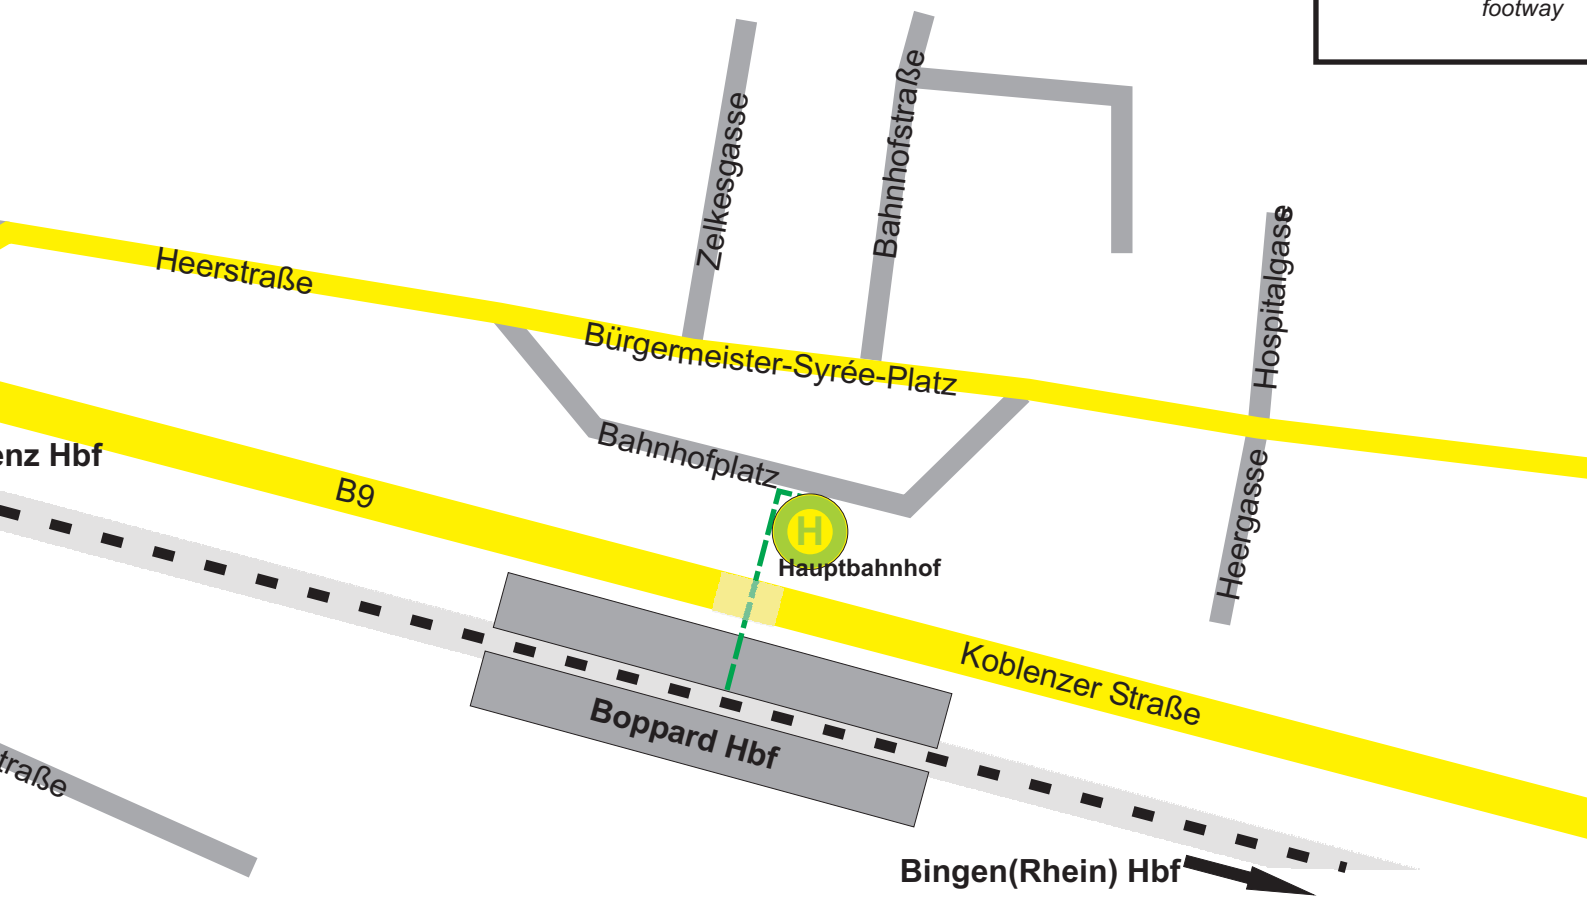 footway
Zelkesgasse
Bahnhofstraße
Hospitalgasse
Heerstraße
Bürgermeister-Syrée-Platz
Bahnhofplatz
enz Hbf
B9
H
Hauptbahnhof
Heergasse
Koblenzer Straße
Boppard Hbf
traße
Bingen(Rhein) Hbf